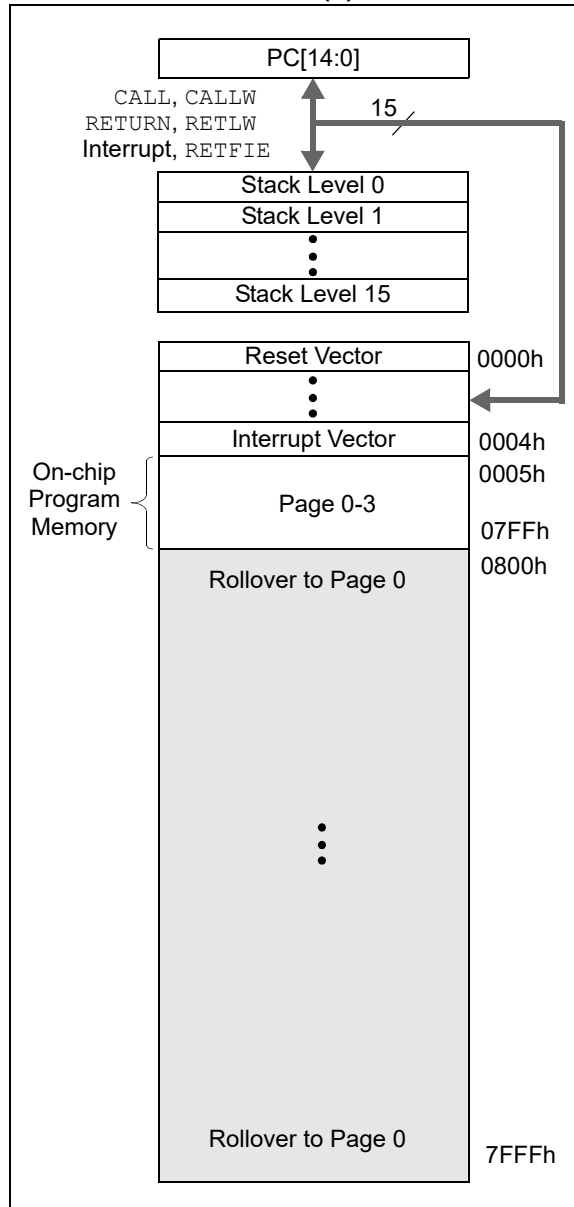 PC[14:0]
CALL, CALLW
RETURN, RETLW
Interrupt, RETFIE
15
Stack Level 0
Stack Level 1
Stack Level 15
Reset Vector
0000h
Interrupt Vector
0004h
On-chip
Program
Memory
0005h
Page 0-3
07FFh
Rollover to Page 0
0800h
Rollover to Page 0
7FFFh